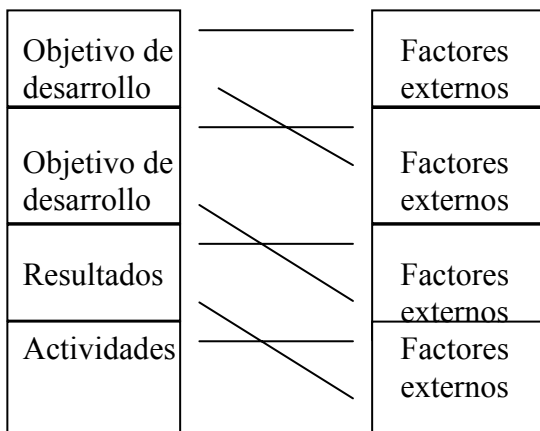 Objetivo de
desarrollo
Factores
externos
Objetivo de
desarrollo
Factores
externos
Resultados
Factores
externos
Actividades
Factores
externos